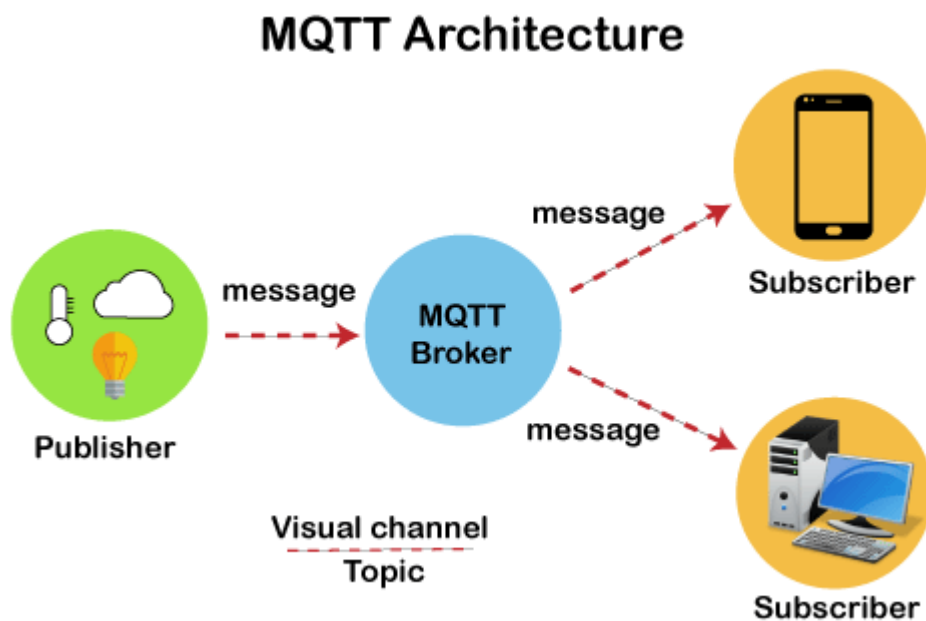 MQTT Architecture
message
Subscriber
message
MQTT
Broker
Publisher
message
Subscriber
Visual channel
Topic